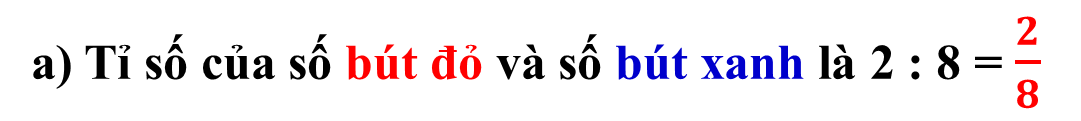 a) Tỉ số của số bút đỏ và số bút xanh là 2 : 8 = 2/8